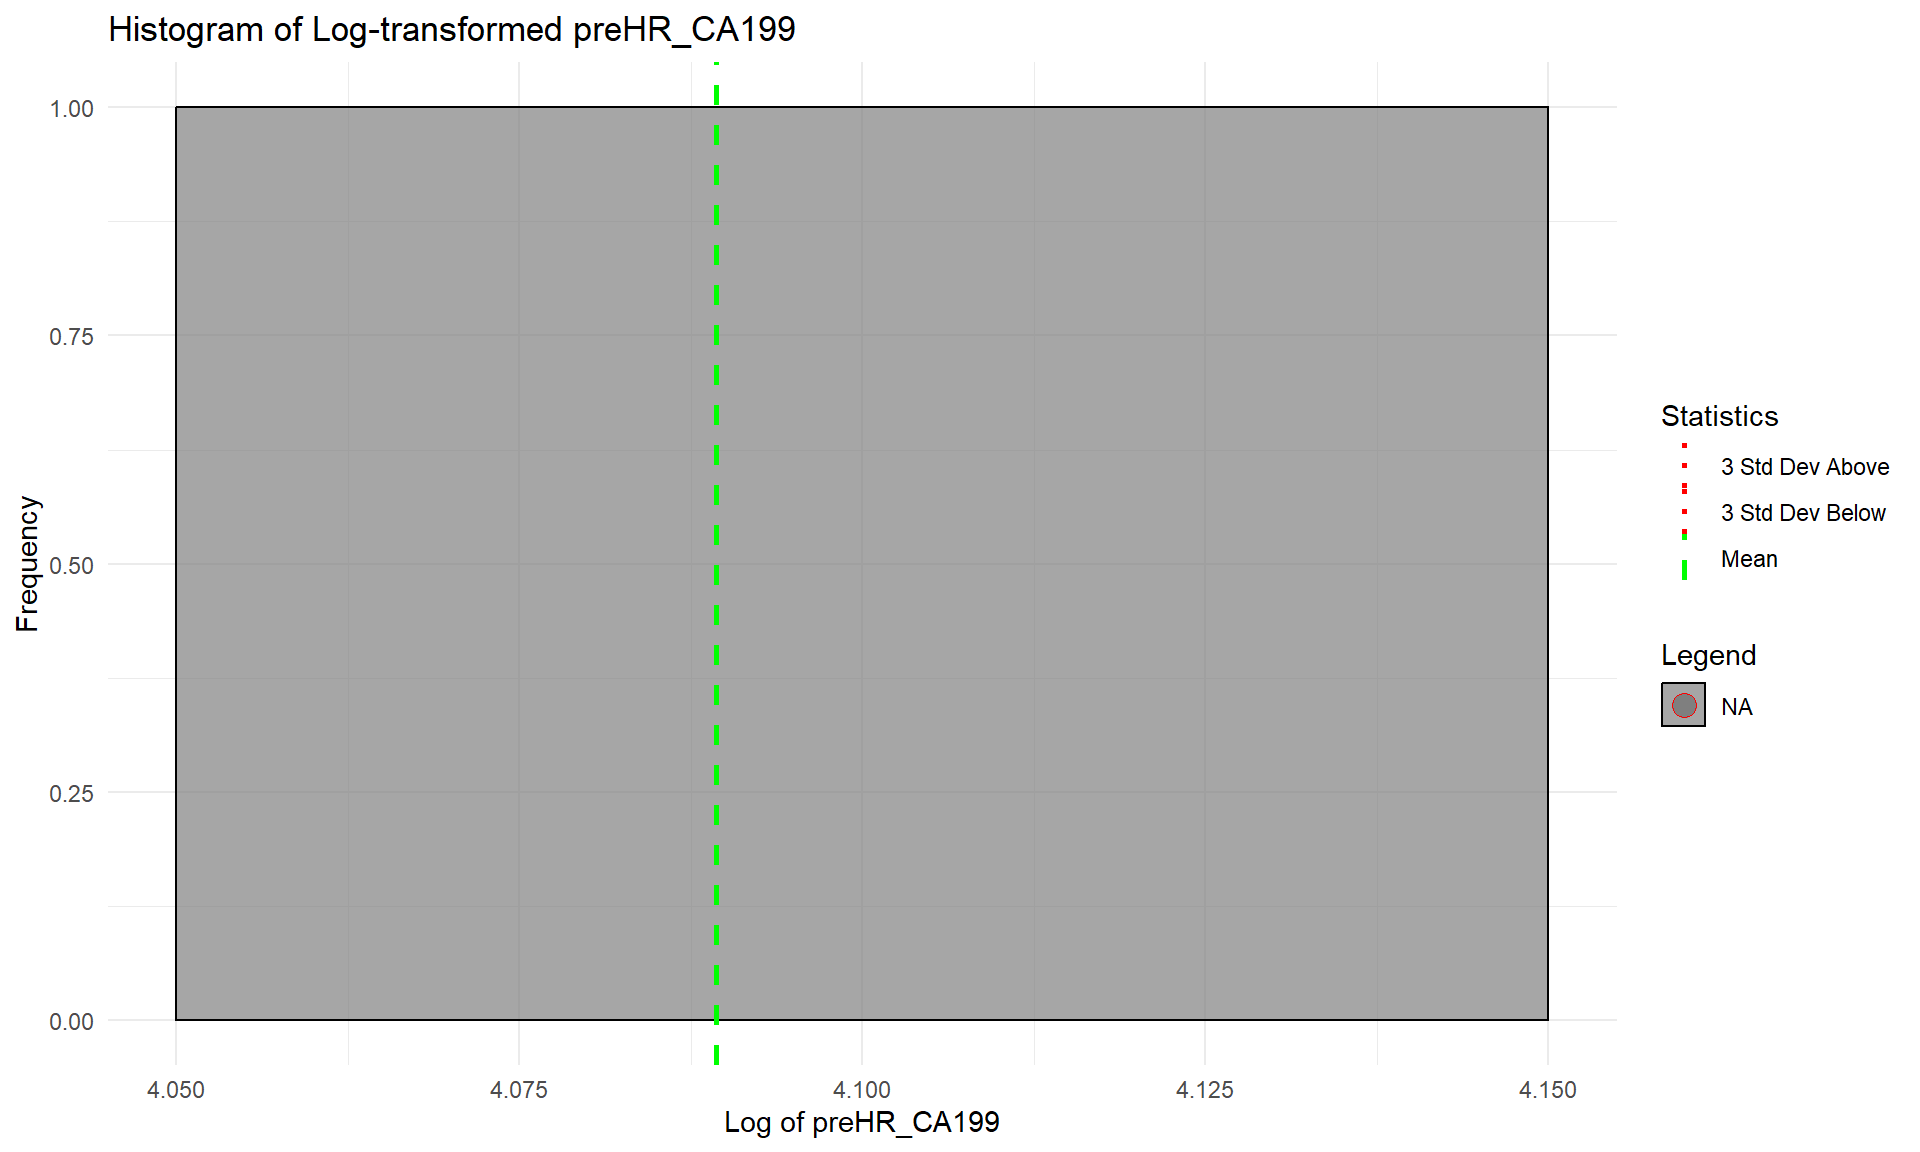 Histogram of Log-transformed preHR_CA199
Frequency
1.00
0.75
0.50
0.25
0.00
4.050
4.075
4.100
4.125
4.150
Log of preHR_CA199
Statistics
3 Std Dev Above
3 Std Dev Below
Mean
Legend
NA